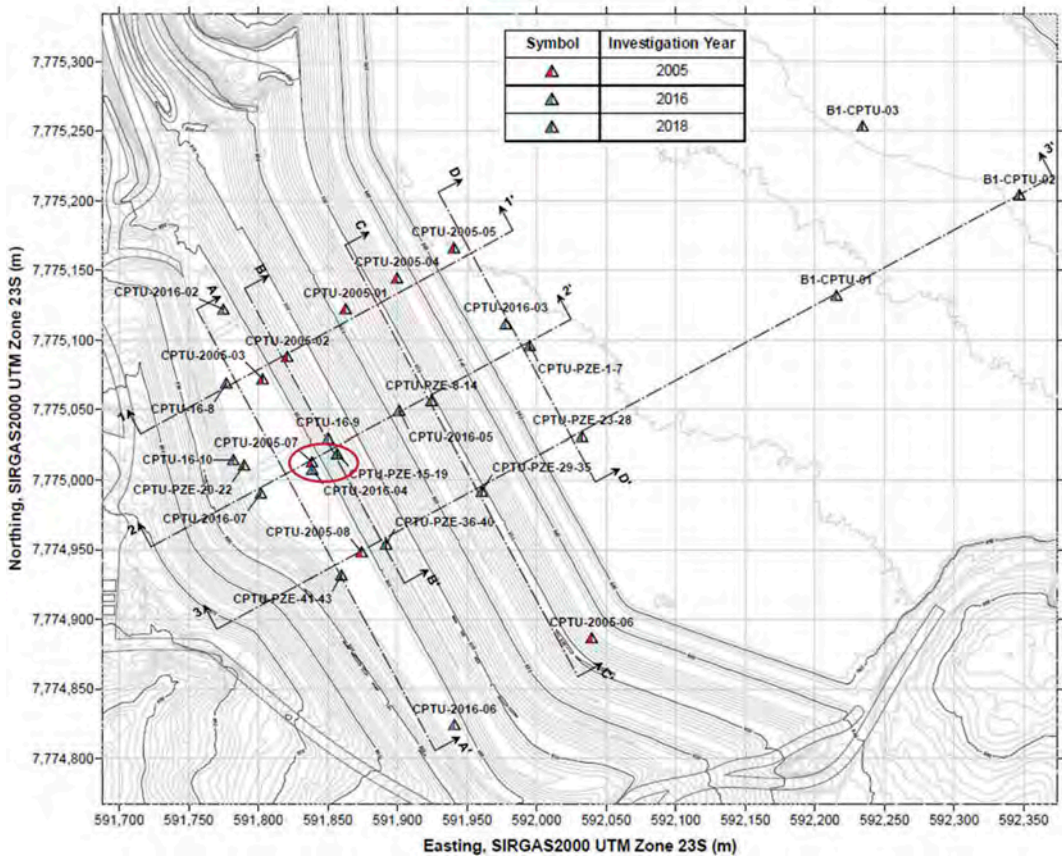 Symbol Investigation Year
2005
2016
2018
7,775,300
7,775,250
7,775,200
7,775,150
7,775,100
7,775,050
7,775,000
7,774,950
7,774,900
7,774,850
7,774,800
Northing, SIRGAS2000 UTM Zone 23S (m)
B1-CPTU-03
3'
B1-CPTU-02
D
1'
CPTU-2005-05
C
CPTU-2005-04
B
B1-CPTU-01
A
CPTU-2016-02
CPTU-2005-01
CPTU-2016-03
2'
CPTU-2005-02
CPTU-2005-03
CPTU-PZE-1-7
CPTU-PZE-8-14
CPTU-16-8
1
CPTU-16-9
CPTU-PZE-23-28
CPTU-2005-07
CPTU-2016-05
CPTU-16-10
CPTU-PZE-15-19
CPTU-PZE-29-35
CPTU-PZE-20-22
CPTU-2016-04
D'
CPTU-2016-07
2
CPTU-2005-08
CPTU-PZE-36-40
B'
CPTU-PZE-41-43
3
CPTU-2005-06
C'
CPTU-2016-06
A'
591,700 591,750 591,800 591,850 591,900 591,950 592,000 592,050 592,100 592,150 592,200 592,250 592,300 592,350
Easting, SIRGAS2000 UTM Zone 23S (m)